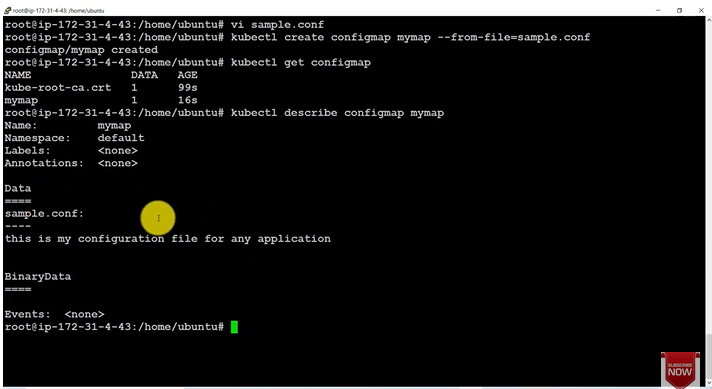 root@ip-172-31-4-43:/home/ubuntu
root@ip-172-31-4-43:/home/ubuntu# vi sample.conf
root@ip-172-31-4-43:/home/ubuntu# kubectl create configmap mymap --from-file=sample.conf
configmap/mymap created
root@ip-172-31-4-43:/home/ubuntu# kubectl get configmap
NAME DATA AGE
kube-root-ca.crt 1 99s
mymap 1 16s
root@ip-172-31-4-43:/home/ubuntu# kubectl describe configmap mymap
Name: mymap
Namespace: default
Labels: <none>
Annotations: <none>
Data
====
sample.conf:
----
this is my configuration file for any application
BinaryData
====
Events: <none>
root@ip-172-31-4-43:/home/ubuntu#
SUBSCRIBE
NOW